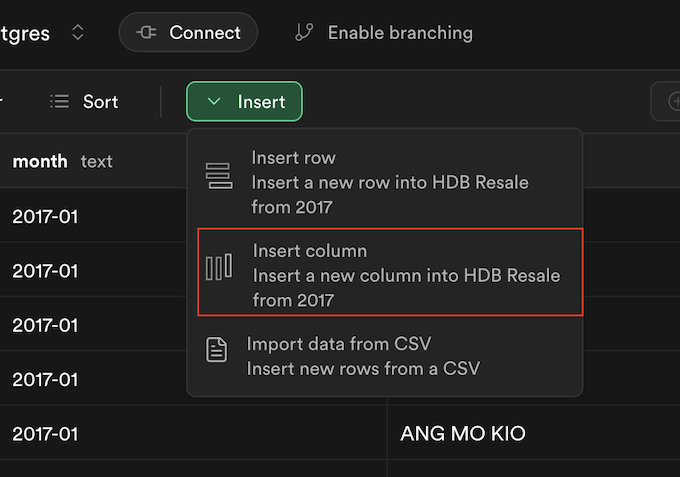 tgres Connect Enable branching
Sort Insert
month text
Insert row
Insert a new row into HDB Resale
from 2017
2017-01
Insert column
2017-01
Insert a new column into HDB Resale
from 2017
2017-01
Import data from CSV
Insert new rows from a CSV
2017-01
2017-01 ANG MO KIO